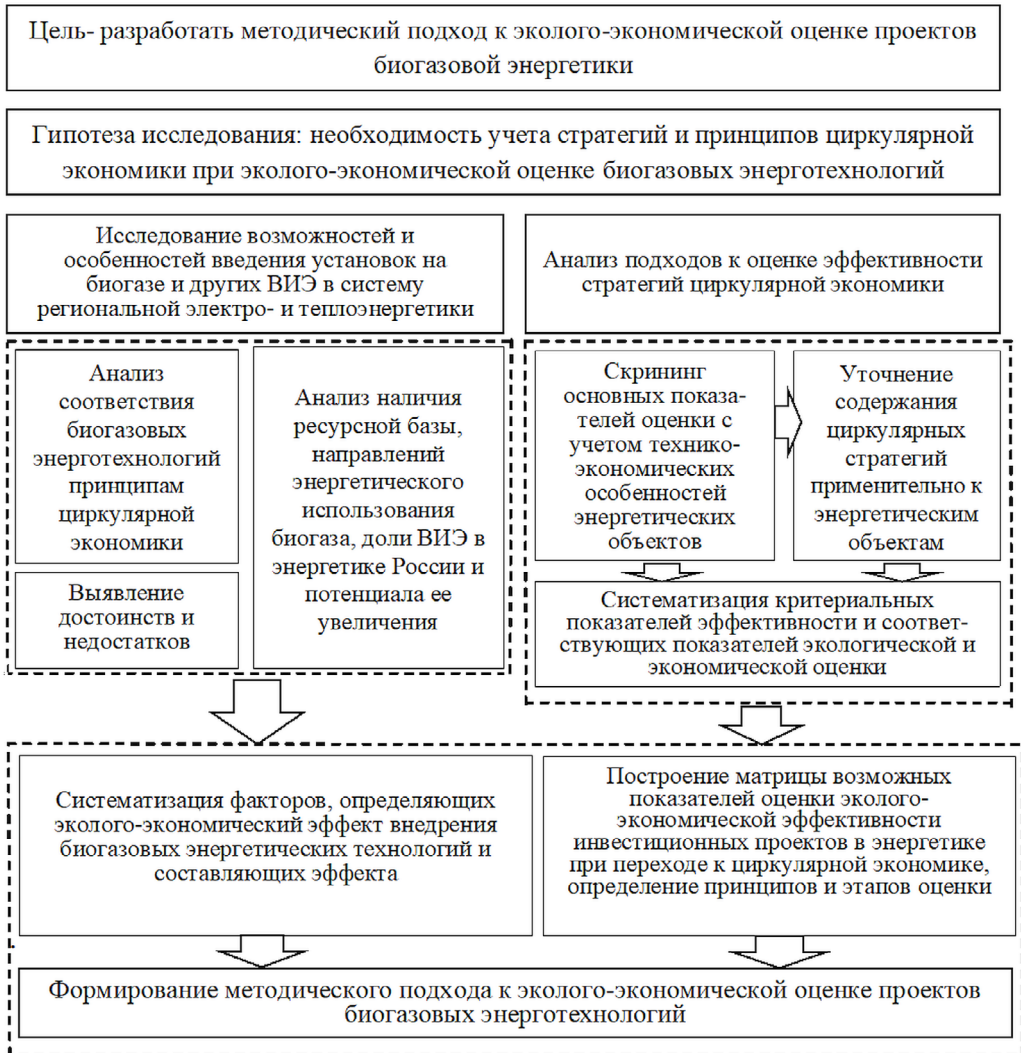 Цель- разработать методический подход к эколого-экономической оценке проектов
биогазовой энергетики
Гипотеза исследования: необходимость учета стратегий и принципов циркулярной
экономики при эколого-экономической оценке биогазовых энерготехнологий
Исследование возможностей и
особенностей введения установок на
биогазе и других ВИЭ в систему
региональной электро- и теплоэнергетики
Анализ подходов к оценке эффективности
стратегий циркулярной экономики
Анализ
соответствия
биогазовых
энерготехнологий
принципам
циркулярной
экономики
Выявление
достоинств и
недостатков
Анализ наличия
ресурсной базы,
направлений
энергетического
использования
биогаза, доли ВИЭ в
энергетике России и
потенциала ее
увеличения
Скрининг
основных показа-
телей оценки с
учетом технико-
экономических
особенностей
энергетических
объектов
Уточнение
содержания
циркулярных
стратегий
применительно к
энергетическим
объектам
Систематизация критериальных
показателей эффективности и соответ-
ствующих показателей экологической и
экономической оценки
Систематизация факторов, определяющих
эколого-экономический эффект внедрения
биогазовых энергетических технологий и
составляющих эффекта
Построение матрицы возможных
показателей оценки эколого-
экономической эффективности
инвестиционных проектов в энергетике
при переходе к циркулярной экономике,
определение принципов и этапов оценки
Формирование методического подхода к эколого-экономической оценке проектов
биогазовых энерготехнологий